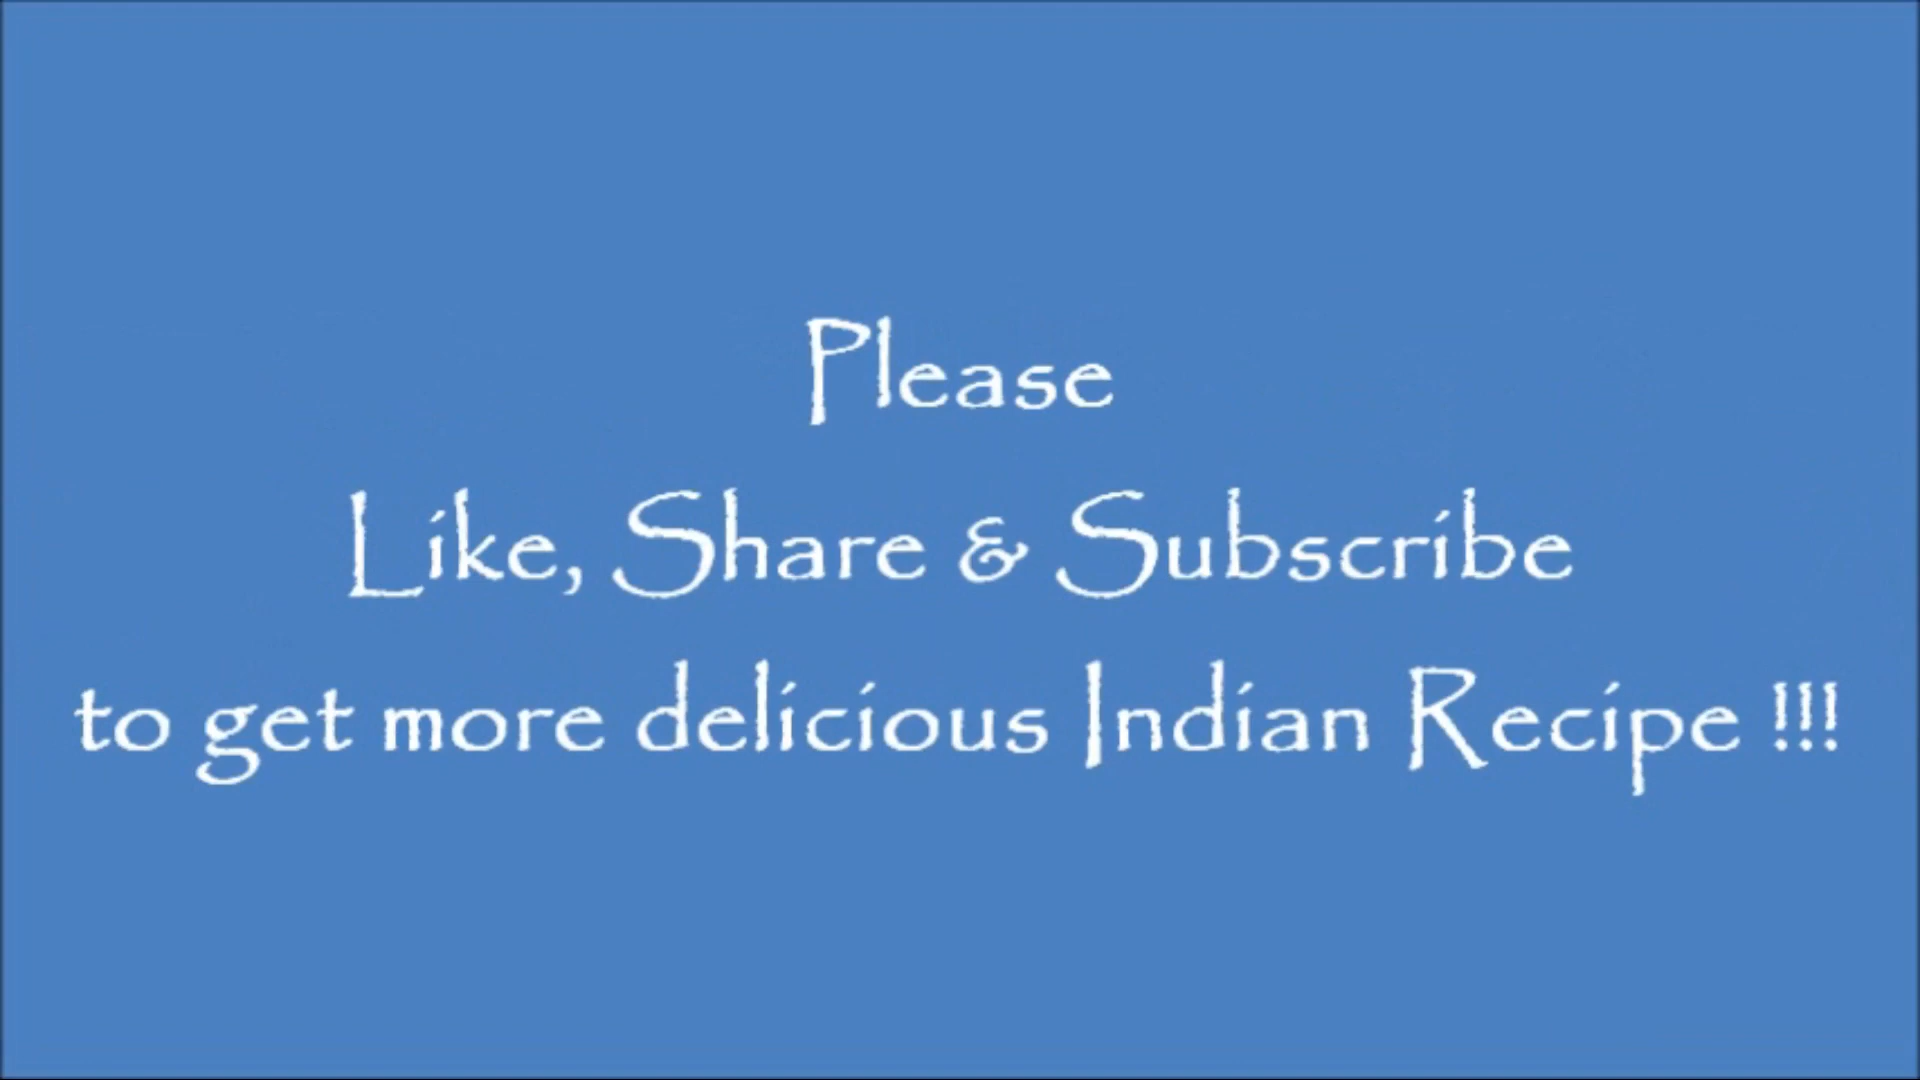 Please
Like, Share & Subscribe
to get more delicious Indian Recipe !!!